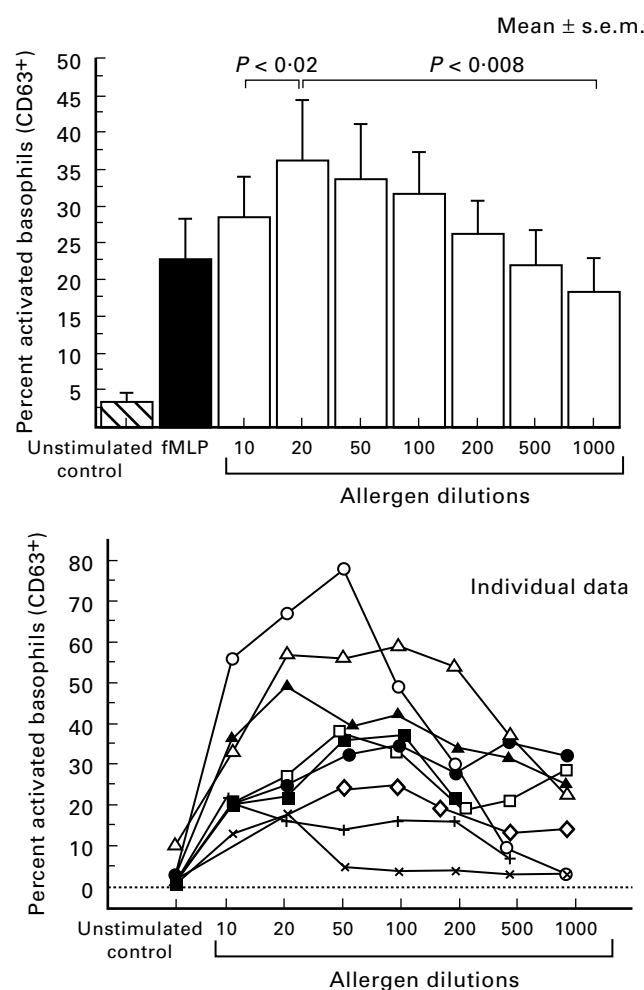 Mean ± s.e.m.
Percent activated basophils (CD63+)
50
45
40
35
30
25
20
15
10
5
P < 0·02
P < 0·008
Unstimulated control
fMLP
10 20 50 100 200 500 1000
Allergen dilutions
Individual data
Percent activated basophils (CD63+)
80
70
60
50
40
30
20
10
0
Unstimulated control
10 20 50 100 200 500 1000
Allergen dilutions